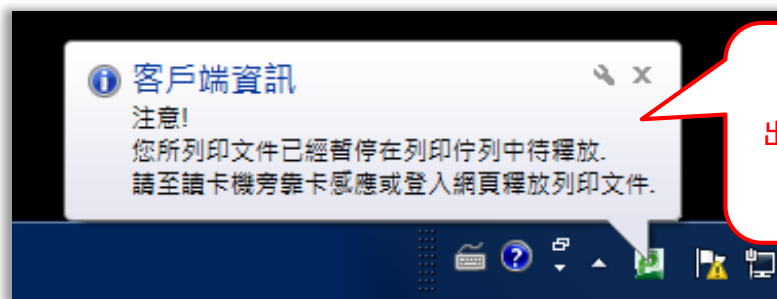 客戶端資訊
注意!
您所列印文件已經暫停在列印佇列中待釋放.
請至讀卡機旁靠卡感應或登入網頁釋放列印文件.